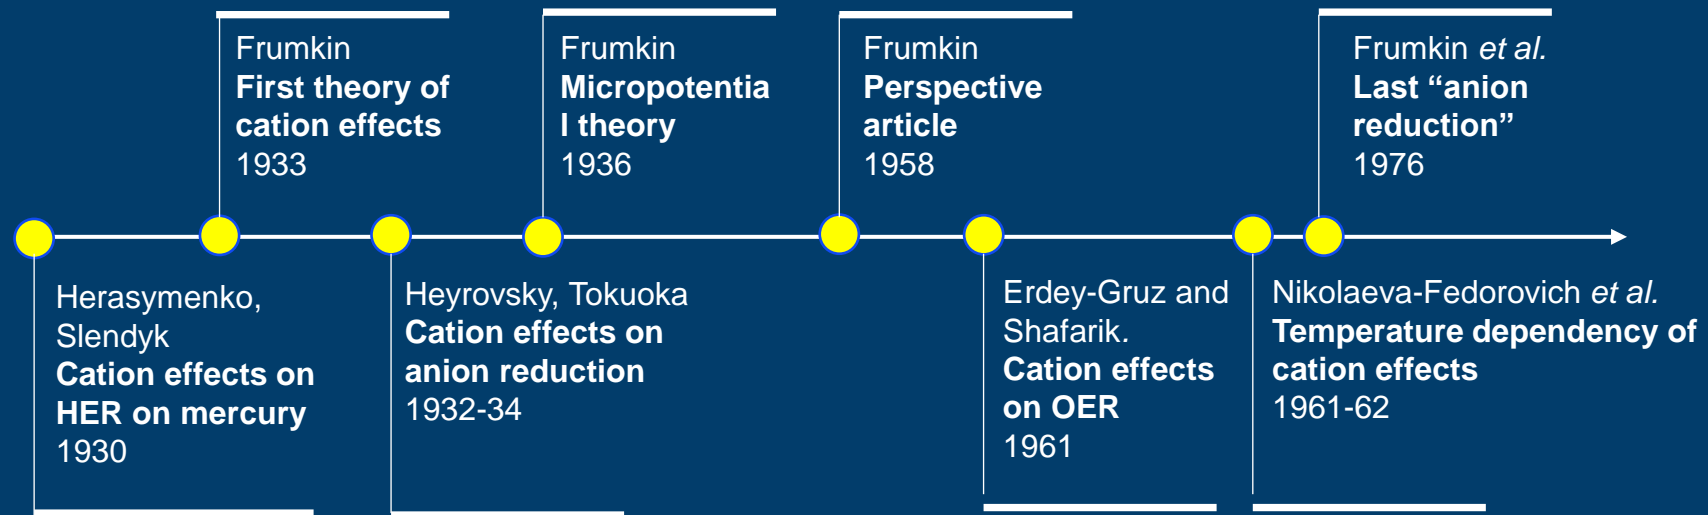 Frumkin
First theory of
cation effects
1933
Frumkin
Micropotentia
l theory
1936
Frumkin
Perspective
article
1958
Frumkin et al.
Last “anion
reduction”
1976
Herasymenko,
Slendyk
Cation effects on
HER on mercury
1930
Heyrovsky, Tokuoka
Cation effects on
anion reduction
1932-34
Erdey-Gruz and
Shafarik.
Cation effects
on OER
1961
Nikolaeva-Fedorovich et al.
Temperature dependency of
cation effects
1961-62